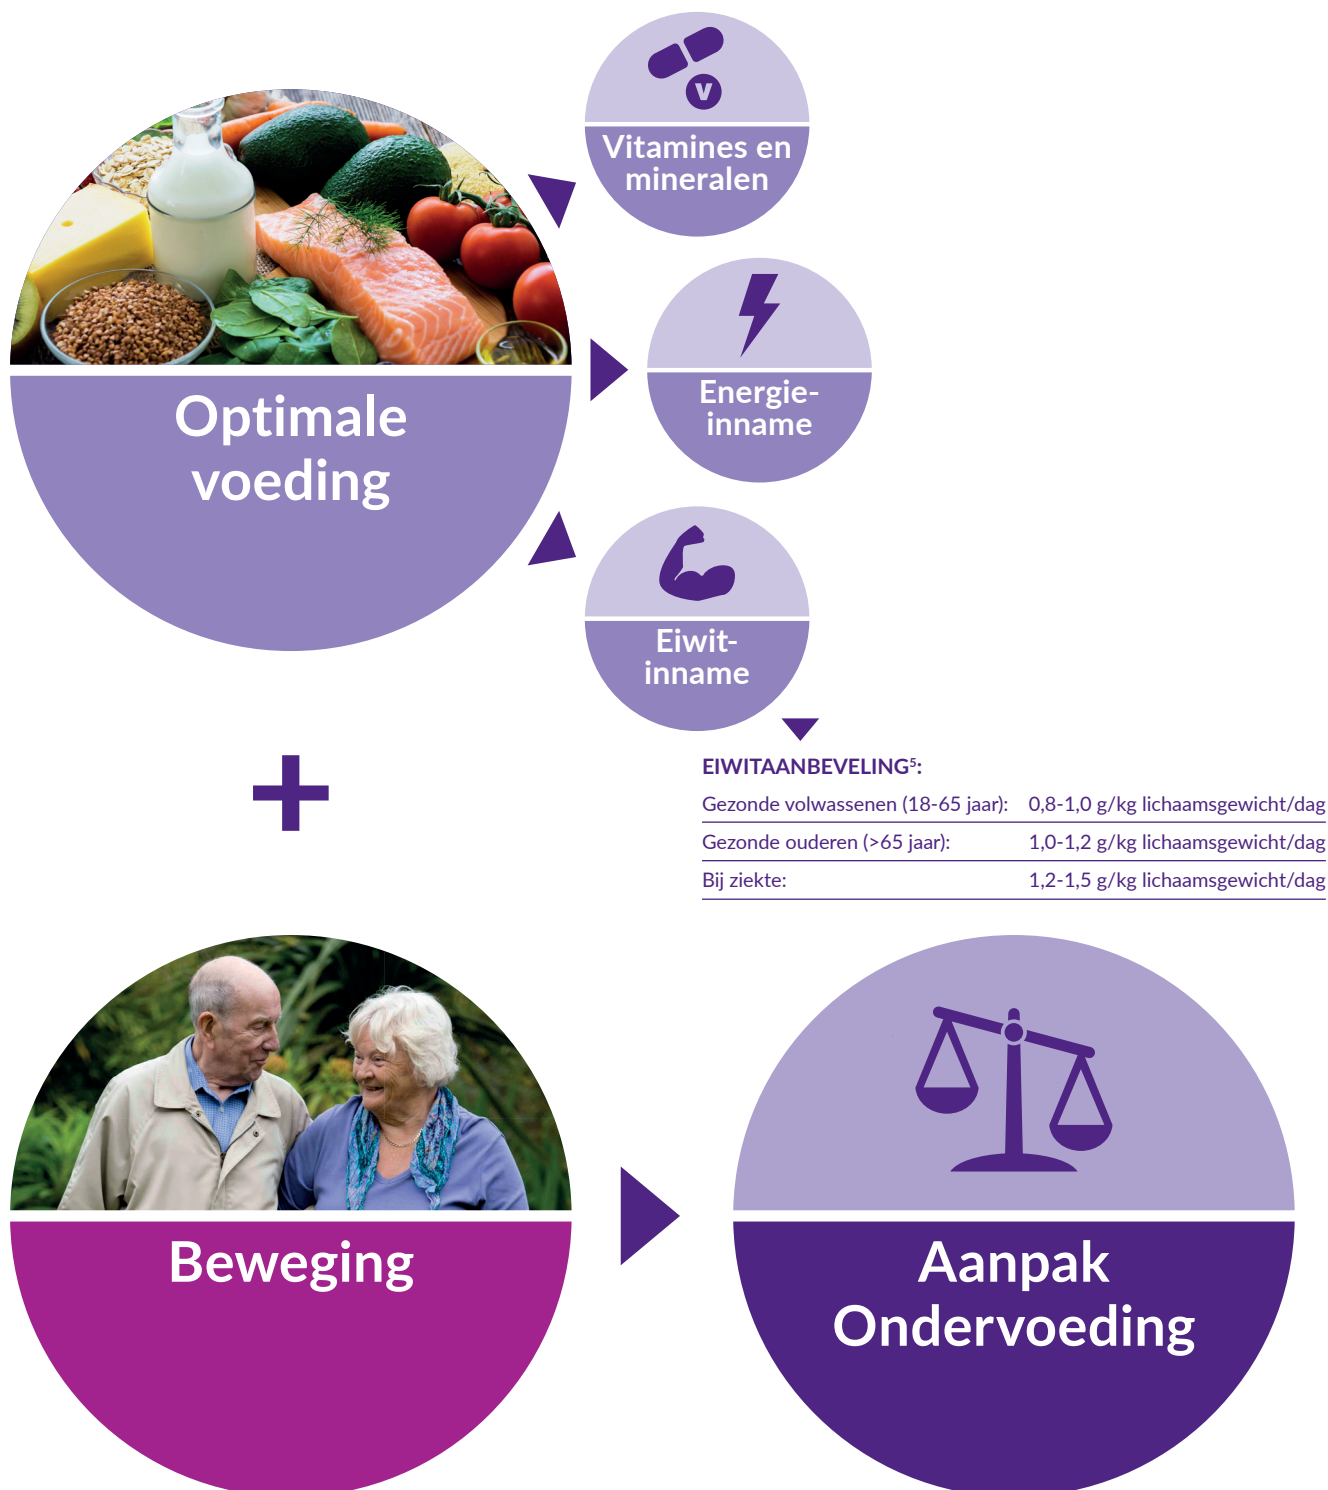 V
Vitamines en
mineralen
Optimale
voeding
Energie-
inname
Eiwit-
inname
EIWITAANBEVELING⁵:
Gezonde volwassenen (18-65 jaar): 0,8-1,0 g/kg lichaamsgewicht/dag
Gezonde ouderen (>65 jaar): 1,0-1,2 g/kg lichaamsgewicht/dag
Bij ziekte: 1,2-1,5 g/kg lichaamsgewicht/dag
Beweging
Aanpak
Ondervoeding